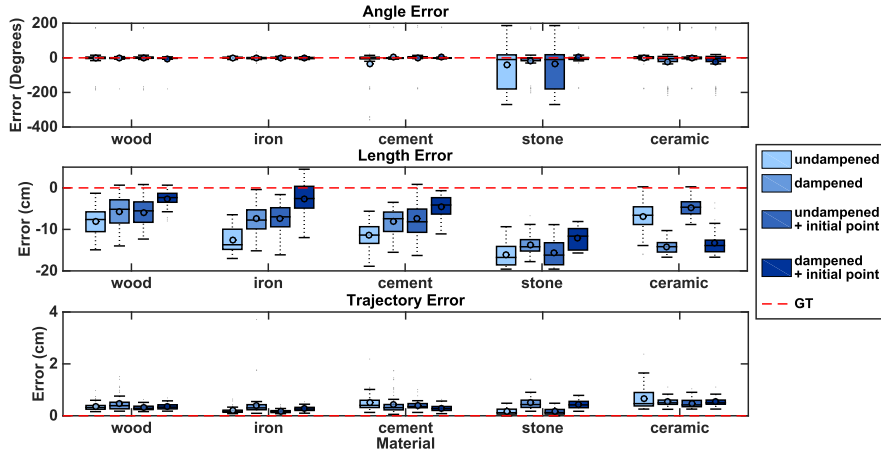 Angle Error
Error (Degrees)
200
0
-200
-400
wood iron cement stone ceramic
Length Error
Error (cm)
0
-10
-20
wood iron cement stone ceramic
Trajectory Error
Error (cm)
4
2
0
wood iron cement stone ceramic
Material
undampened
dampened
undampened
+ initial point
dampened
+ initial point
GT